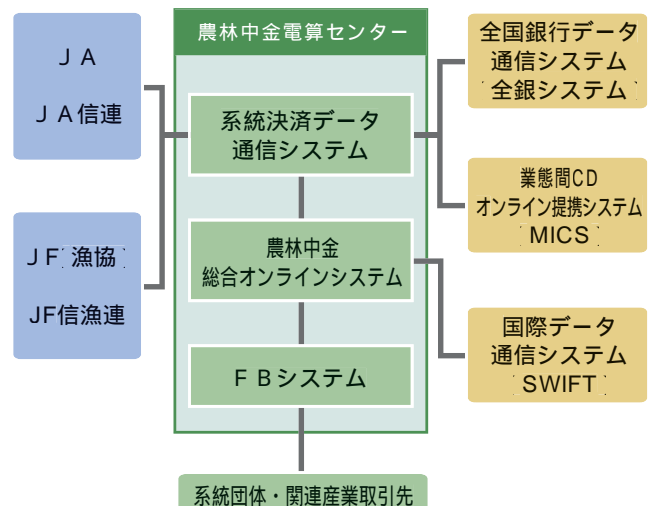 ＪＡ
ＪＡ信連
ＪＦ 漁協
JF信漁連
農林中金電算センター
系統決済データ
通信システム
農林中金
総合オンラインシステム
ＦＢシステム
系統団体・関連産業取引先
全国銀行データ
通信システム
全銀システム
業態間CD
オンライン提携システム
MICS
国際データ
通信システム
SWIFT